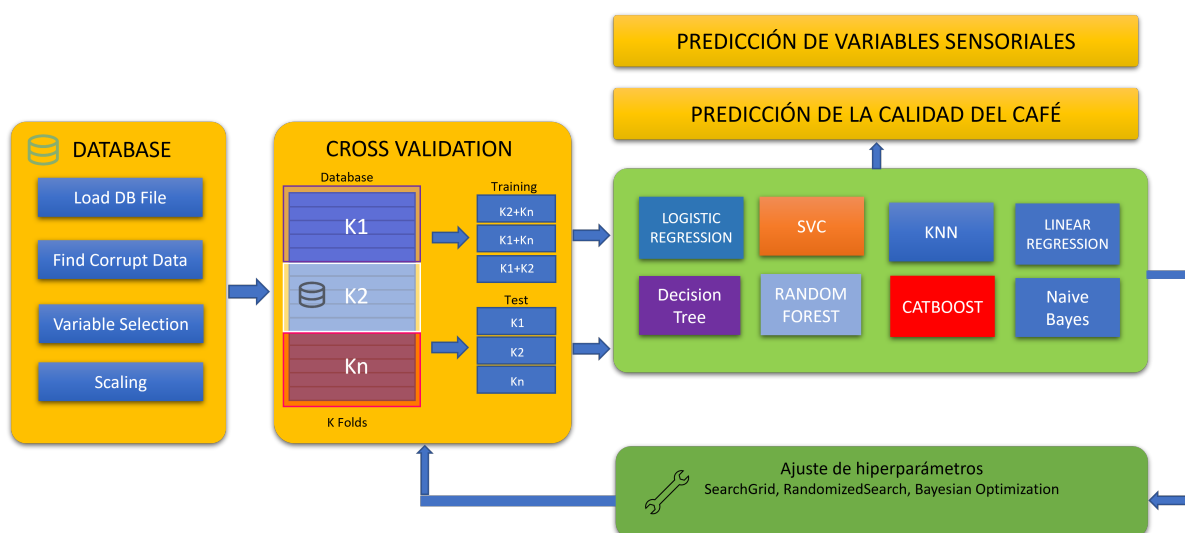 PREDICCIÓN DE VARIABLES SENSORIALES
PREDICCIÓN DE LA CALIDAD DEL CAFÉ
DATABASE
Load DB File
Find Corrupt Data
Variable Selection
Scaling
CROSS VALIDATION
Database
K1
K2
Kn
K Folds
Training
K2+Kn
K1+Kn
K1+K2
Test
K1
K2
Kn
LOGISTIC
REGRESSION
SVC
KNN
LINEAR
REGRESSION
Decision
Tree
RANDOM
FOREST
CATBOOST
Naive
Bayes
Ajuste de hiperparámetros
SearchGrid, RandomizedSearch, Bayesian Optimization